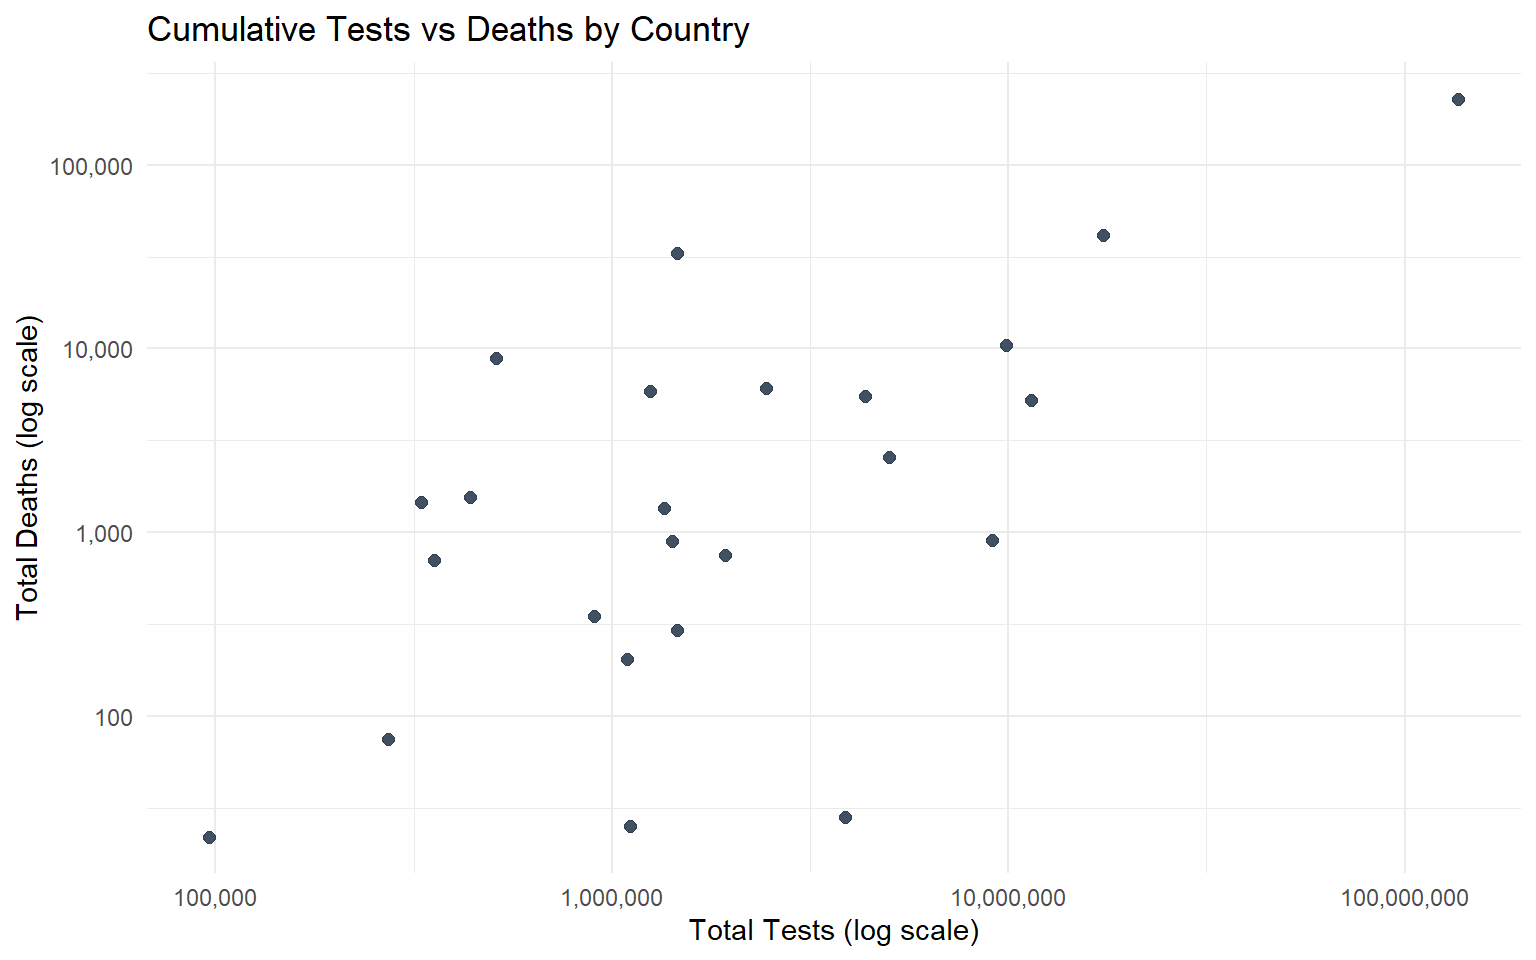 Cumulative Tests vs Deaths by Country
Total Deaths (log scale)
100,000
10,000
1,000
100
100,000
1,000,000
10,000,000
100,000,000
Total Tests (log scale)